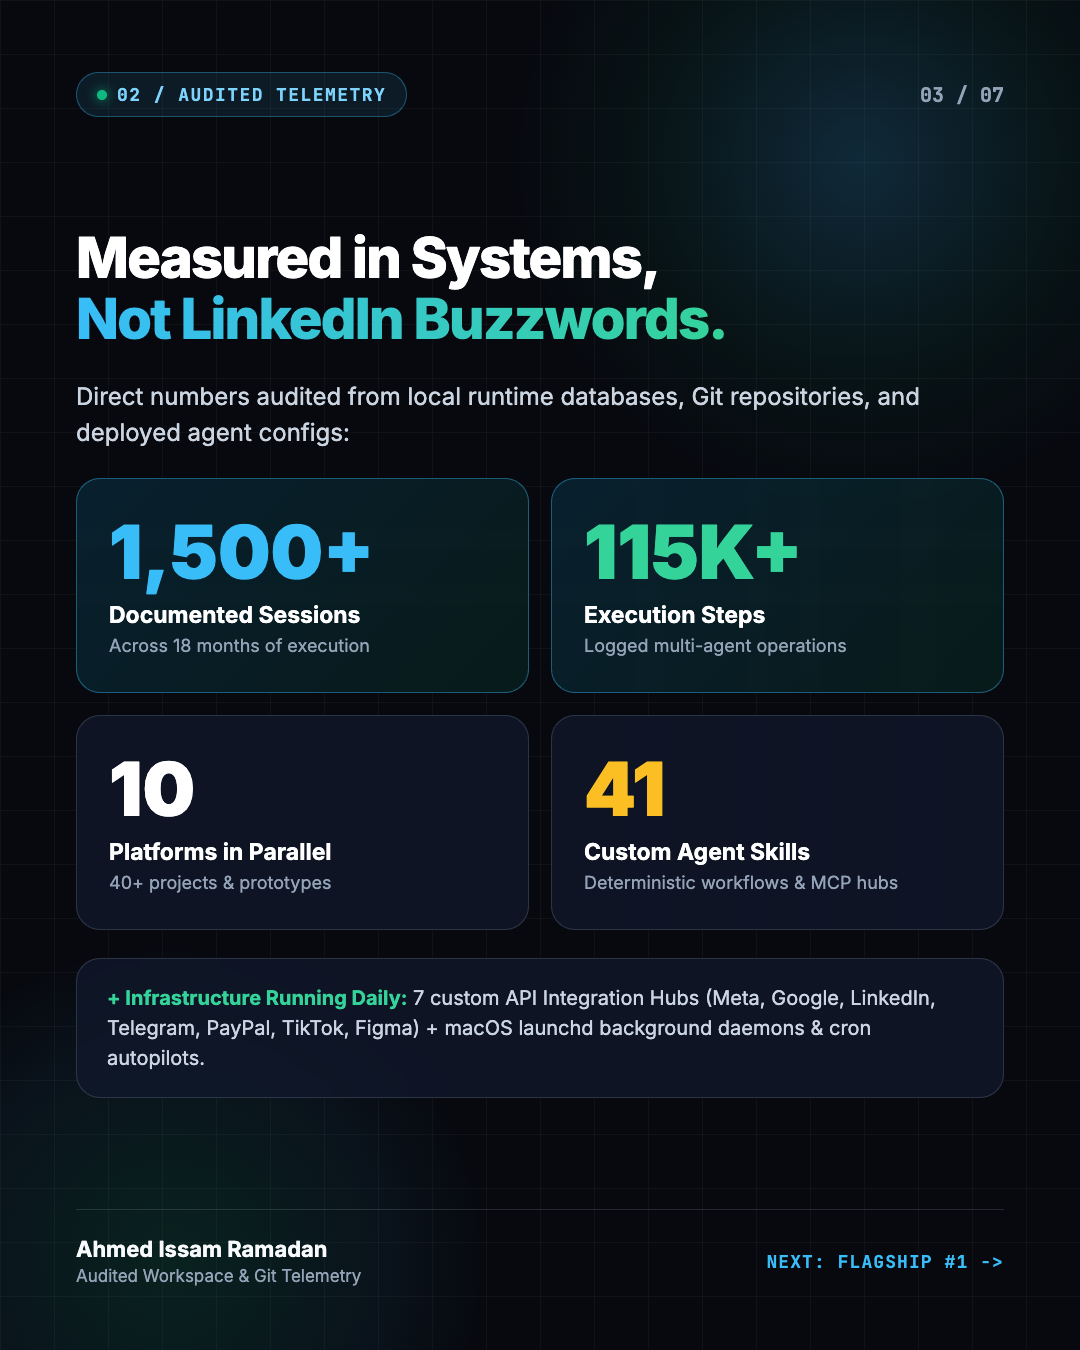 02 / AUDITED TELEMETRY
03 / 07
Measured in Systems,
Not LinkedIn Buzzwords.
Direct numbers audited from local runtime databases, Git repositories, and
deployed agent configs:
1,500+
Documented Sessions
Across 18 months of execution
115K+
Execution Steps
Logged multi-agent operations
10
Platforms in Parallel
40+ projects & prototypes
41
Custom Agent Skills
Deterministic workflows & MCP hubs
+ Infrastructure Running Daily: 7 custom API Integration Hubs (Meta, Google, LinkedIn,
Telegram, PayPal, TikTok, Figma) + macOS launchd background daemons & cron
autopilots.
Ahmed Issam Ramadan
Audited Workspace & Git Telemetry
NEXT: FLAGSHIP #1 ->